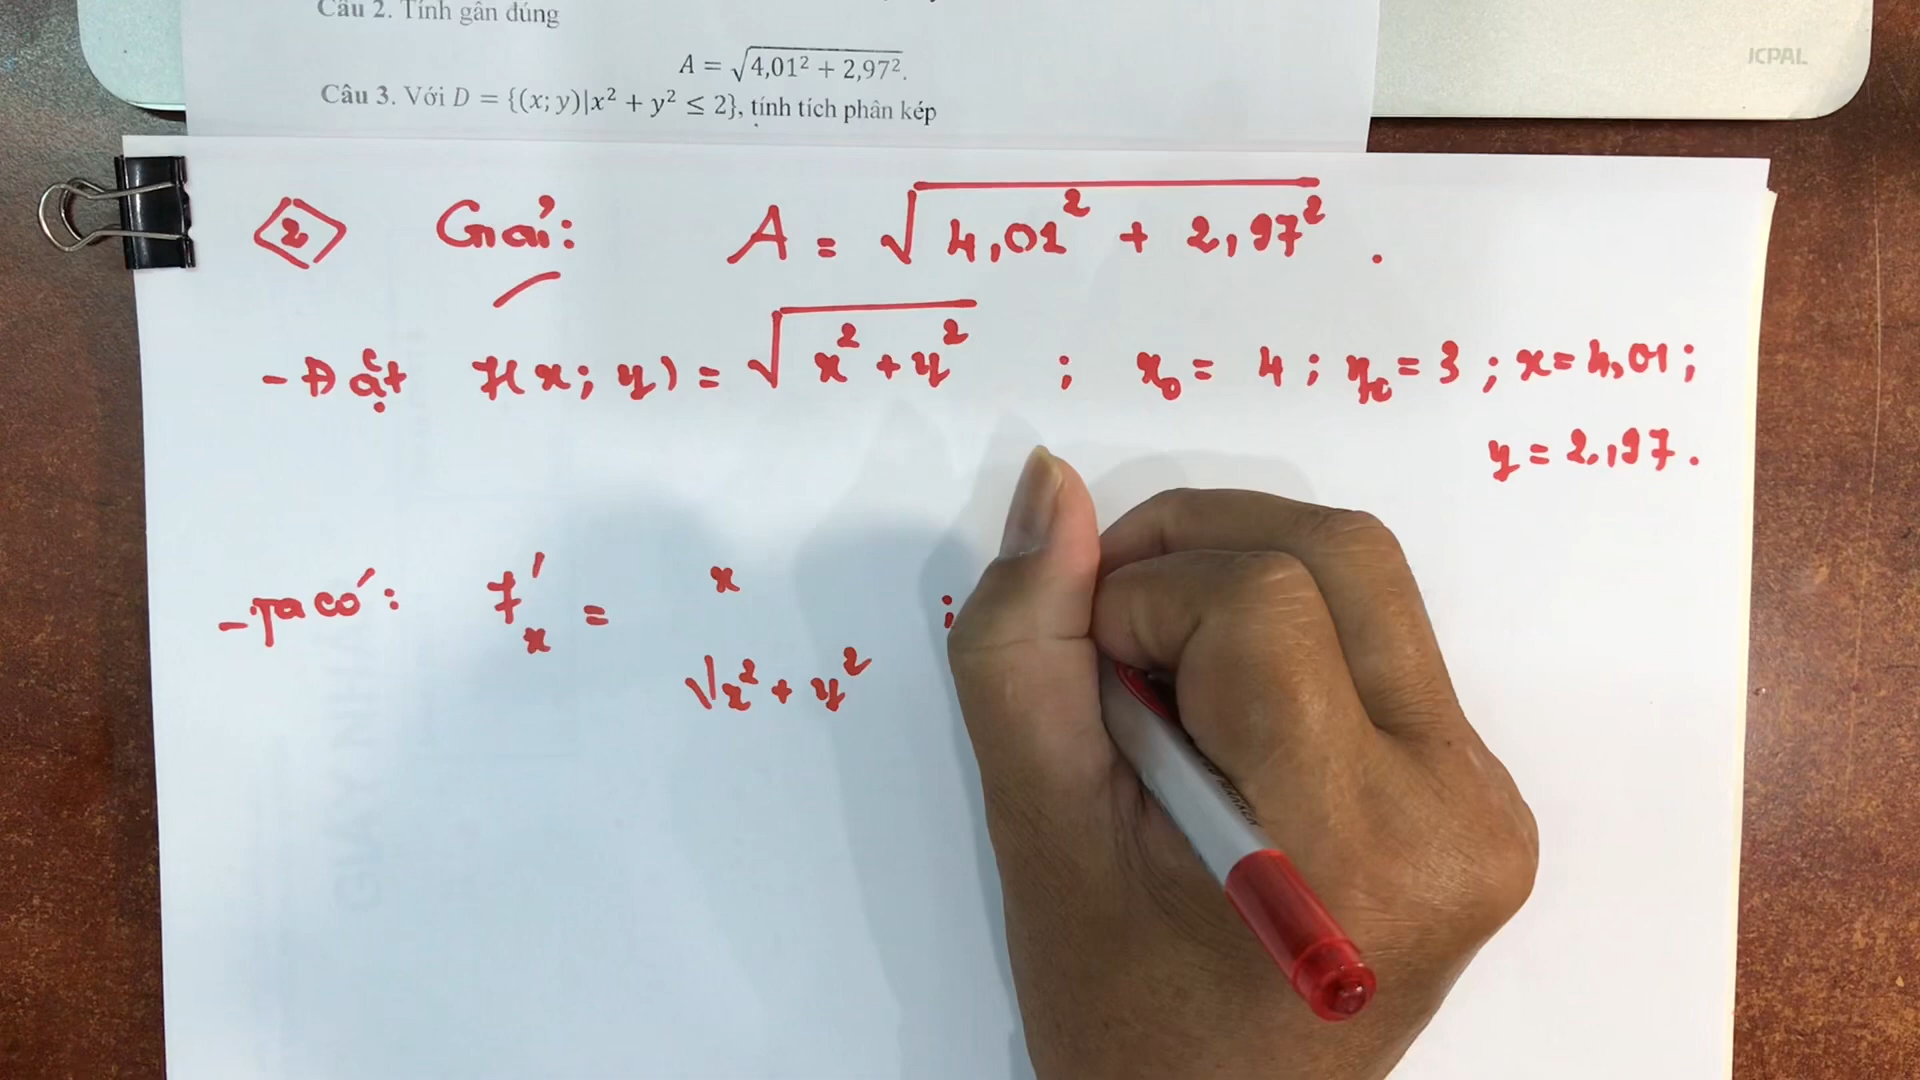 Câu 2. Tính gần đúng
JCPAL
A = √4,01² + 2,97².
Câu 3. Với D = {(x; y)|x² + y² ≤ 2}, tính tích phân kép
2 Giải: A = √4,01² + 2,97² .
- Đặt f(x; y) = √x² + y² ; x₀ = 4 ; y₀ = 3 ; x = 4,01 ;
y = 2,97.
- Ta có: f'ₓ = x ;
√x² + y²